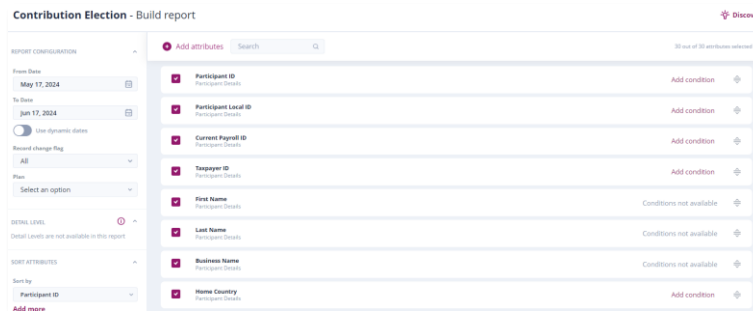 Contribution Election - Build report
Discov
REPORT CONFIGURATION
From Date
May 17, 2024
To Date
Jun 17, 2024
Use dynamic dates
Record change flag
All
Plan
Select an option
DETAIL LEVEL
Detail Levels are not available in this report
SORT ATTRIBUTES
Sort by
Participant ID
Add more
Add attributes
Search
30 out of 30 attributes selected
Participant ID
Participant Details
Add condition
Participant Local ID
Participant Details
Add condition
Current Payroll ID
Participant Details
Add condition
Taxpayer ID
Participant Details
Add condition
First Name
Participant Details
Conditions not available
Last Name
Participant Details
Conditions not available
Business Name
Participant Details
Conditions not available
Home Country
Participant Details
Add condition